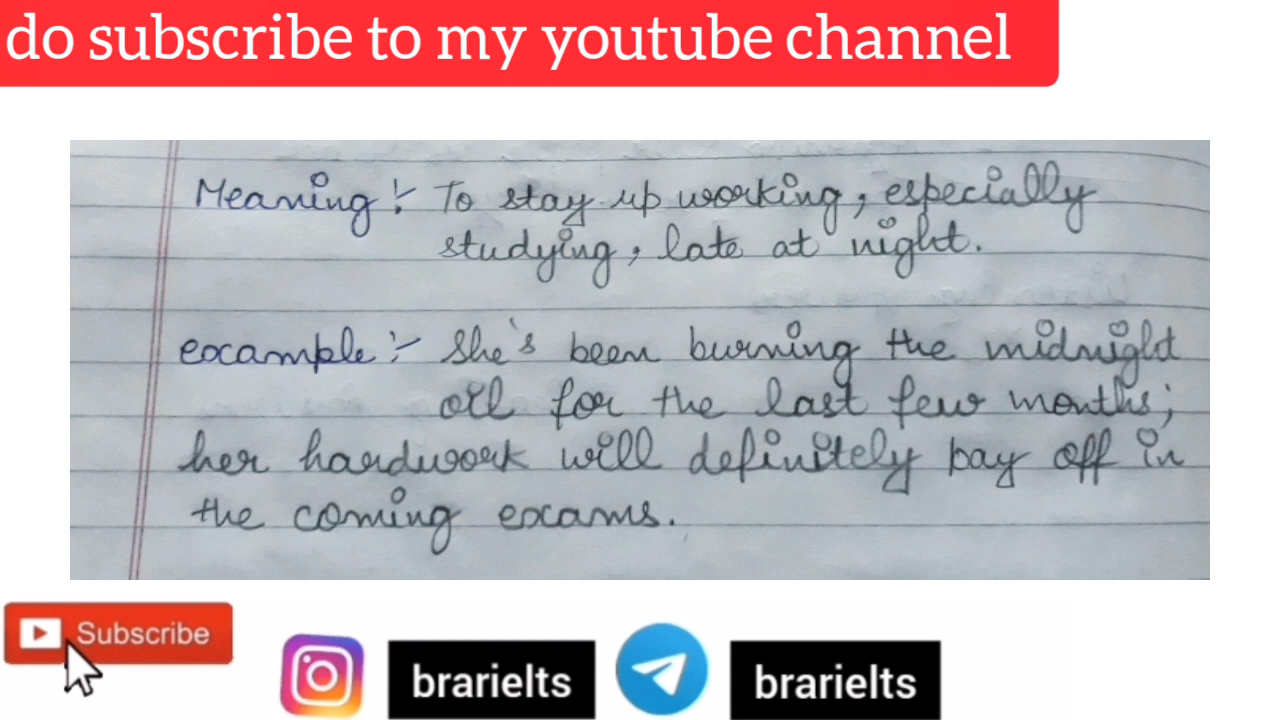 do subscribe to my youtube channel
Meaning:- To stay up working, especially
studying, late at night.
example:- She's been burning the midnight
oil for the last few months;
her hardwork will definitely pay off in
the coming exams.
Subscribe
brarielts
brarielts